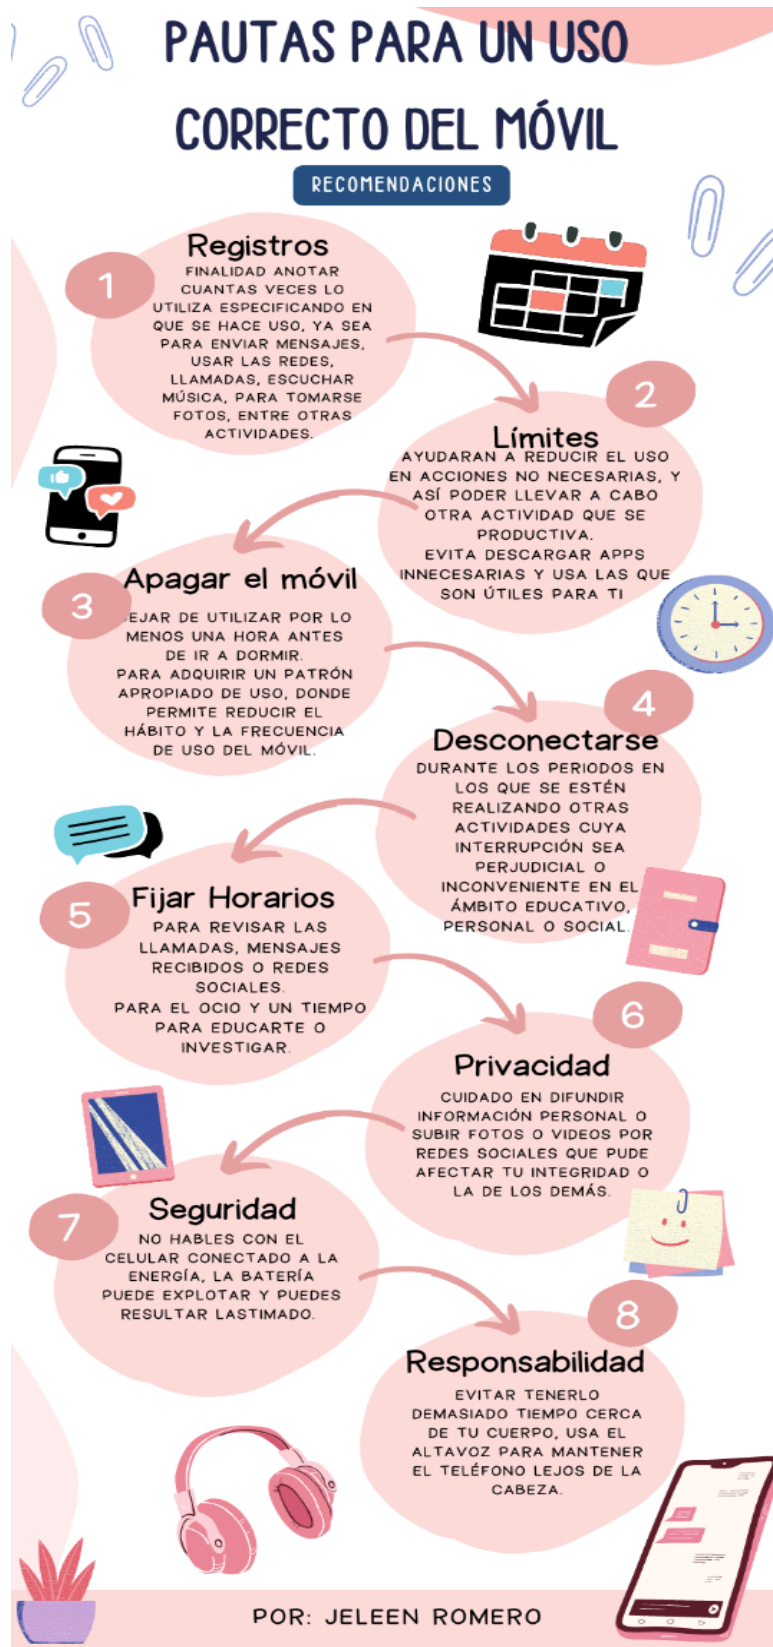 PAUTAS PARA UN USO
CORRECTO DEL MÓVIL
RECOMENDACIONES
1
Registros
FINALIDAD ANOTAR
CUANTAS VECES LO
UTILIZA ESPECIFICANDO EN
QUE SE HACE USO, YA SEA
PARA ENVIAR MENSAJES,
USAR LAS REDES,
LLAMADAS, ESCUCHAR
MÚSICA, PARA TOMARSE
FOTOS, ENTRE OTRAS
ACTIVIDADES.
2
Límites
AYUDARAN A REDUCIR EL USO
EN ACCIONES NO NECESARIAS, Y
ASÍ PODER LLEVAR A CABO
OTRA ACTIVIDAD QUE SE
PRODUCTIVA.
EVITA DESCARGAR APPS
INNECESARIAS Y USA LAS QUE
SON ÚTILES PARA TI
3
Apagar el móvil
EJAR DE UTILIZAR POR LO
MENOS UNA HORA ANTES
DE IR A DORMIR.
PARA ADQUIRIR UN PATRÓN
APROPIADO DE USO, DONDE
PERMITE REDUCIR EL
HÁBITO Y LA FRECUENCIA
DE USO DEL MÓVIL.
4
Desconectarse
DURANTE LOS PERIODOS EN
LOS QUE SE ESTÉN
REALIZANDO OTRAS
ACTIVIDADES CUYA
INTERRUPCIÓN SEA
PERJUDICIAL O
INCONVENIENTE EN EL
ÁMBITO EDUCATIVO,
PERSONAL O SOCIAL.
5
Fijar Horarios
PARA REVISAR LAS
LLAMADAS, MENSAJES
RECIBIDOS O REDES
SOCIALES.
PARA EL OCIO Y UN TIEMPO
PARA EDUCARTE O
INVESTIGAR.
6
Privacidad
CUIDADO EN DIFUNDIR
INFORMACIÓN PERSONAL O
SUBIR FOTOS O VIDEOS POR
REDES SOCIALES QUE PUDE
AFECTAR TU INTEGRIDAD O
LA DE LOS DEMÁS.
7
Seguridad
NO HABLES CON EL
CELULAR CONECTADO A LA
ENERGÍA, LA BATERÍA
PUEDE EXPLOTAR Y PUEDES
RESULTAR LASTIMADO.
8
Responsabilidad
EVITAR TENERLO
DEMASIADO TIEMPO CERCA
DE TU CUERPO, USA EL
ALTAVOZ PARA MANTENER
EL TELÉFONO LEJOS DE LA
CABEZA.
POR: JELEEN ROMERO